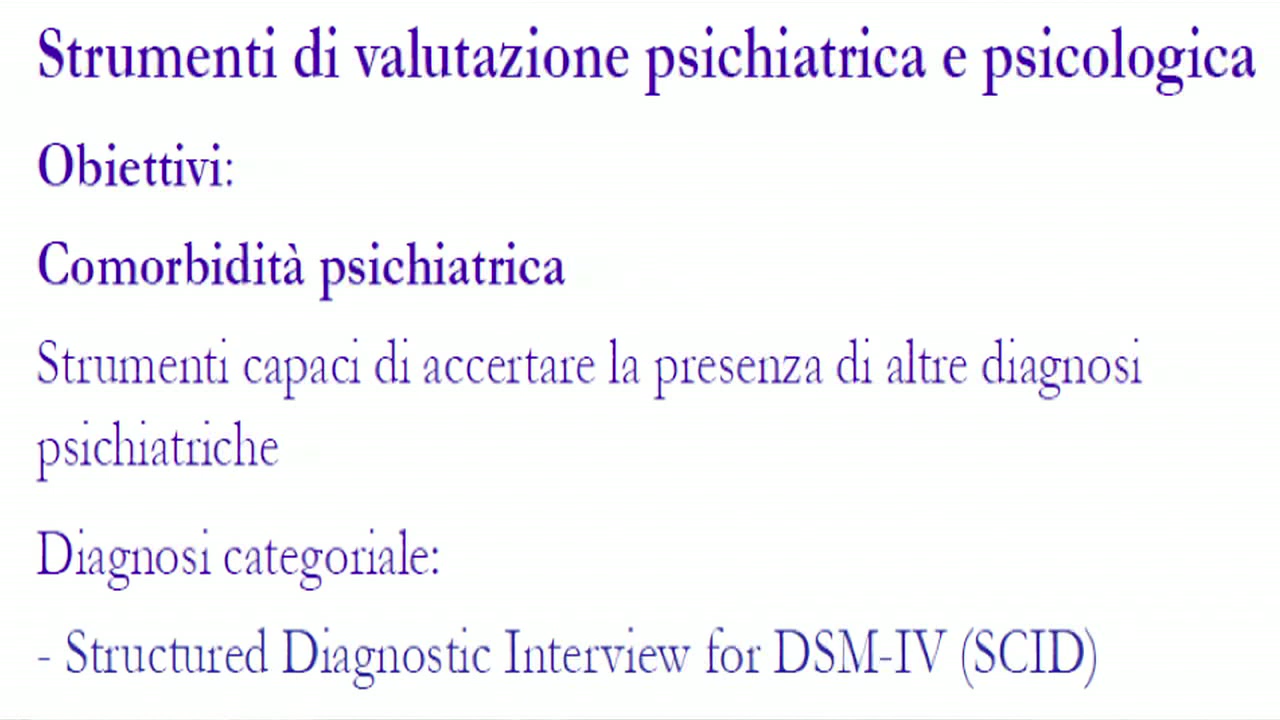 Strumenti di valutazione psichiatrica e psicologica
Obiettivi:
Comorbidità psichiatrica
Strumenti capaci di accertare la presenza di altre diagnosi
psichiatriche
Diagnosi categoriale:
- Structured Diagnostic Interview for DSM-IV (SCID)